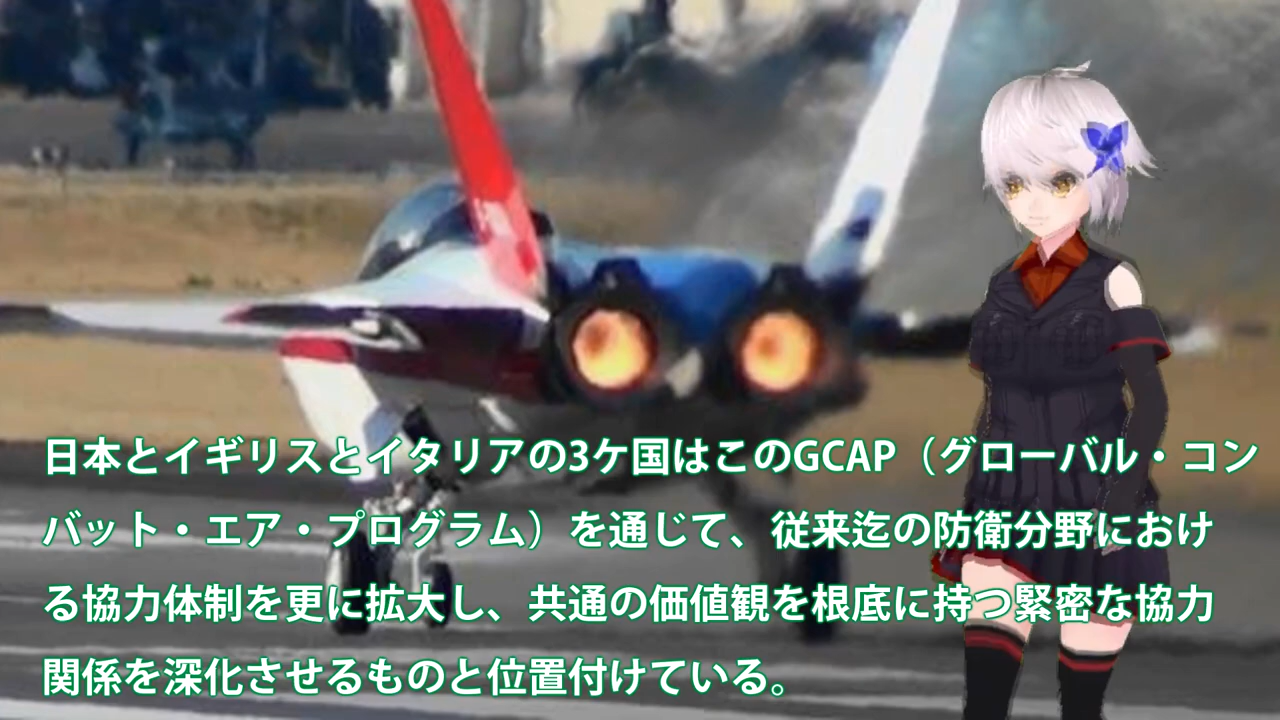 日本とイギリスとイタリアの3ケ国はこのGCAP（グローバル・コン
バット・エア・プログラム）を通じて、従来迄の防衛分野におけ
る協力体制を更に拡大し、共通の価値観を根底に持つ緊密な協力
関係を深化させるものと位置付けている。